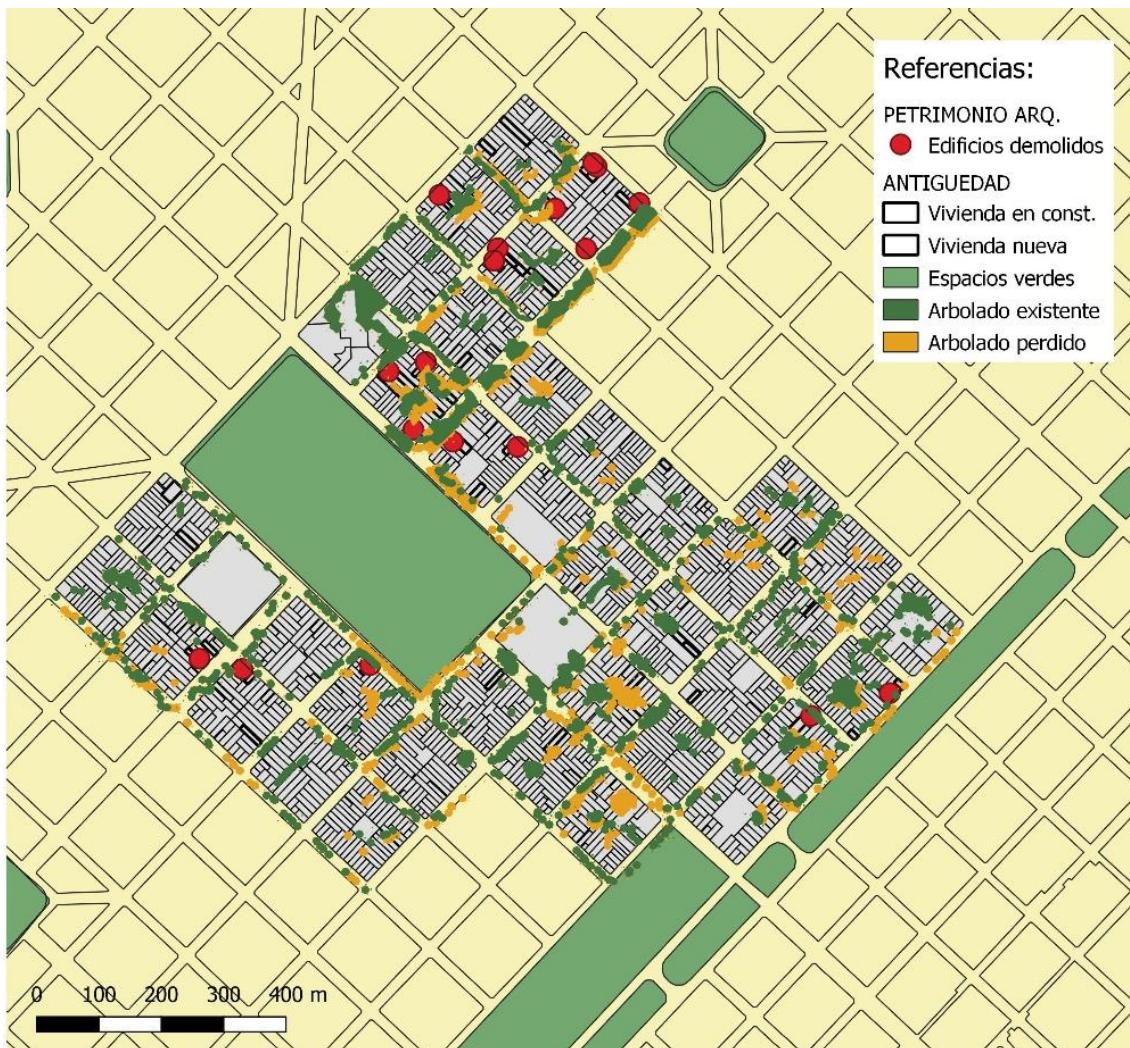 Referencias:
PETRIMONIO ARQ.
Edificios demolidos
ANTIGUEDAD
Vivienda en const.
Vivienda nueva
Espacios verdes
Arbolado existente
Arbolado perdido
0 100 200 300 400 m